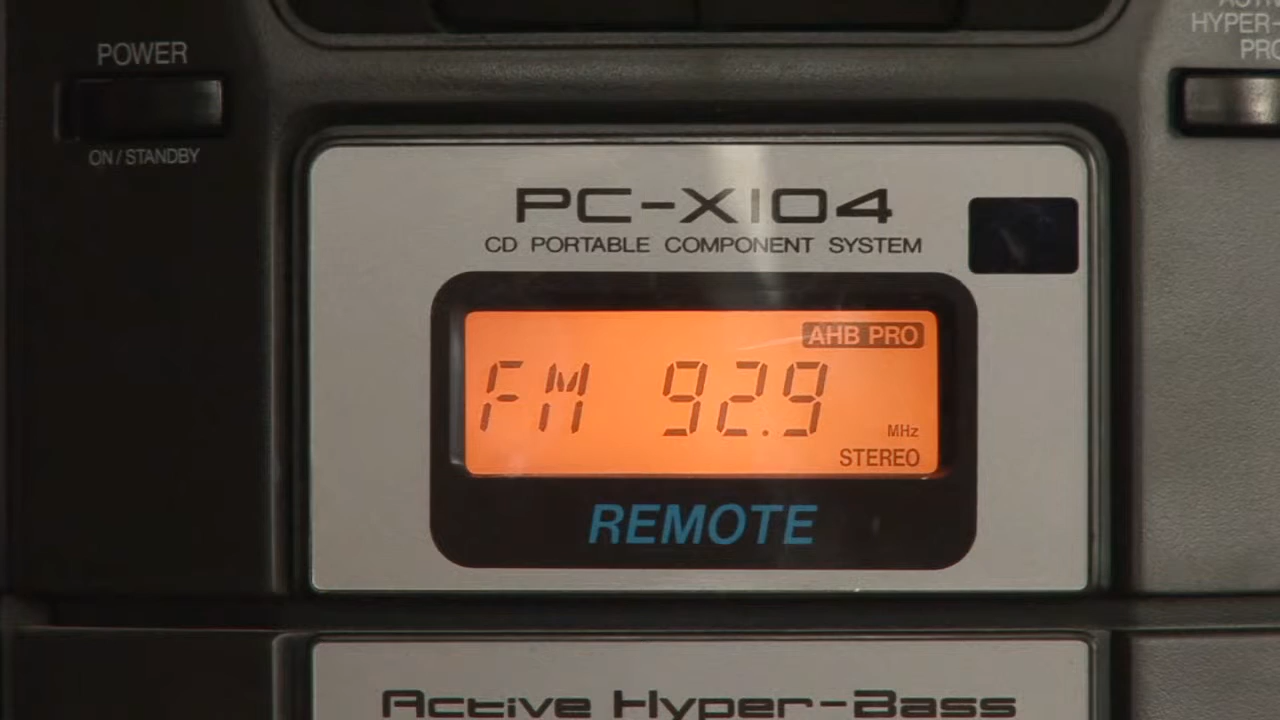 POWER
ON/STANDBY
HYPER-
PRO
PC-X104
CD PORTABLE COMPONENT SYSTEM
AHB PRO
FM 92.9
MHz
STEREO
REMOTE
Active Hyper-Bass